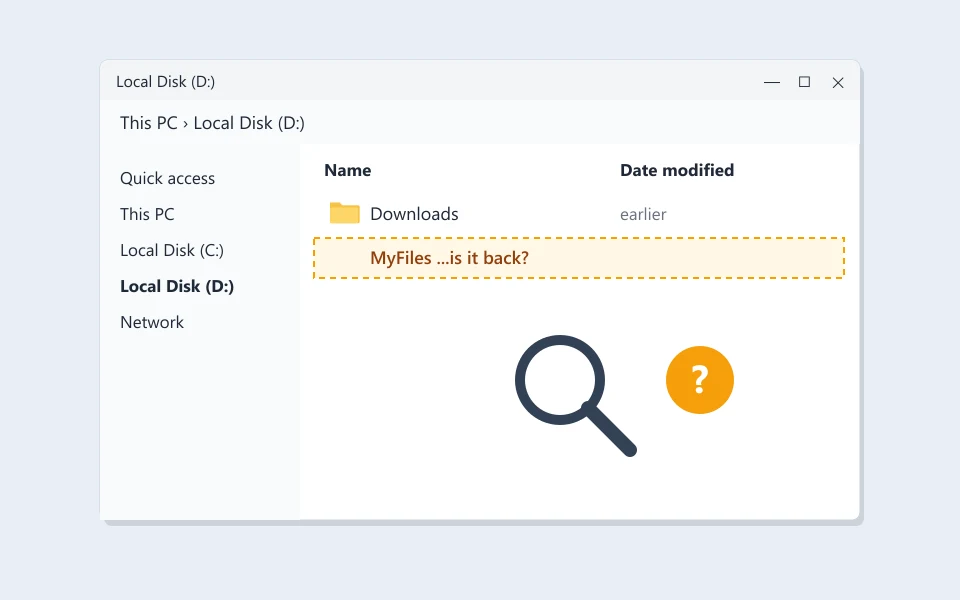 Local Disk (D:)
This PC › Local Disk (D:)
Quick access
This PC
Local Disk (C:)
Local Disk (D:)
Network
Name Date modified
Downloads earlier
MyFiles ...is it back?
?